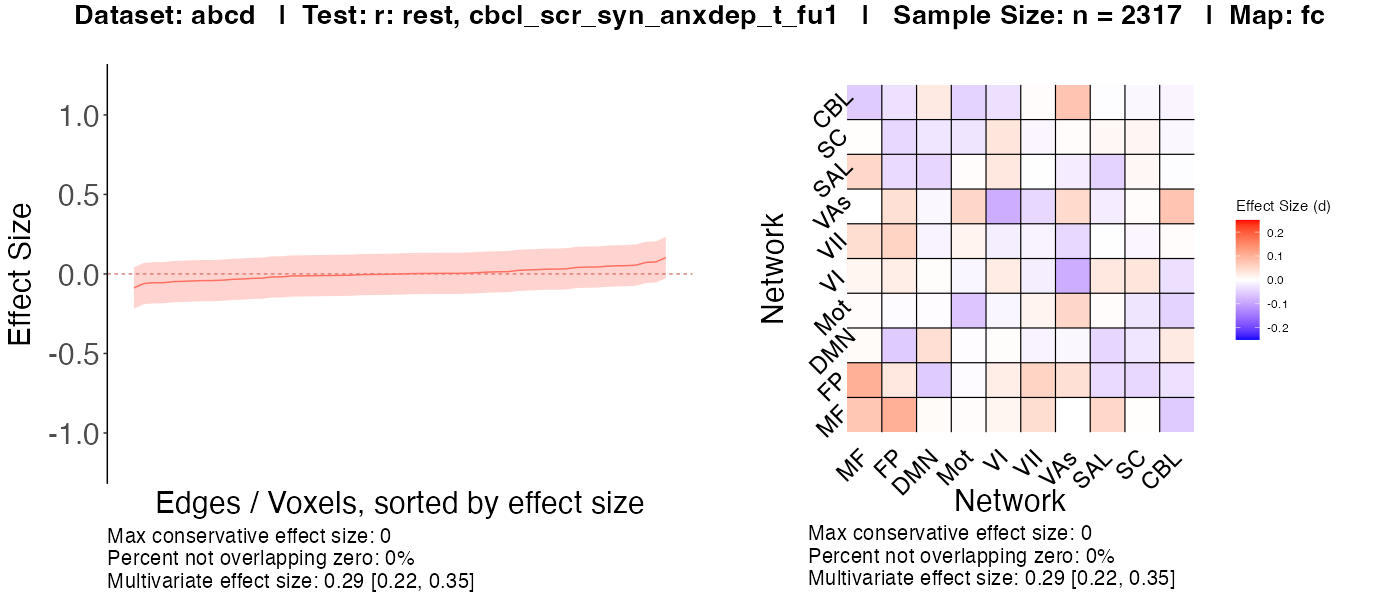 Dataset: abcd | Test: r: rest, cbcl_scr_syn_anxdep_t_fu1 | Sample Size: n = 2317 | Map: fc
Effect Size
1.0
0.5
0.0
-0.5
-1.0
Edges / Voxels, sorted by effect size
Max conservative effect size: 0
Percent not overlapping zero: 0%
Multivariate effect size: 0.29 [0.22, 0.35]
Network
CBL
SC
SAL
VAs
VII
VI
Mot
DMN
FP
MF
MF
FP
DMN
Mot
VI
VII
VAs
SAL
SC
CBL
Network
Max conservative effect size: 0
Percent not overlapping zero: 0%
Multivariate effect size: 0.29 [0.22, 0.35]
Effect Size (d)
0.2
0.1
0.0
-0.1
-0.2